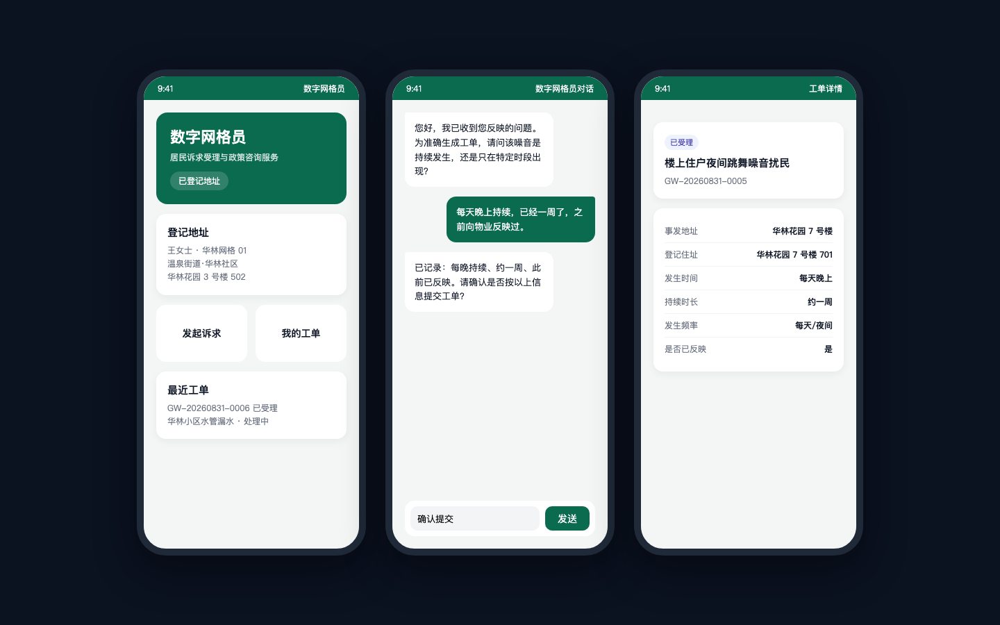 9:41
数字网格员
数字网格员
居民诉求受理与政策咨询服务
已登记地址
登记地址
王女士 · 华林网格 01
温泉街道·华林社区
华林花园 3 号楼 502
发起诉求
我的工单
最近工单
GW-20260831-0006 已受理
华林小区水管漏水 · 处理中
9:41
数字网格员对话
您好，我已收到您反映的问题。
为准确生成工单，请问该噪音是
持续发生，还是只在特定时段出
现？
每天晚上持续，已经一周了，之
前向物业反映过。
已记录：每晚持续、约一周、此
前已反映。请确认是否按以上信
息提交工单？
确认提交
发送
9:41
工单详情
已受理
楼上住户夜间跳舞噪音扰民
GW-20260831-0005
事发地址 华林花园 7 号楼
登记住址 华林花园 7 号楼 701
发生时间 每天晚上
持续时长 约一周
发生频率 每天/夜间
是否已反映 是